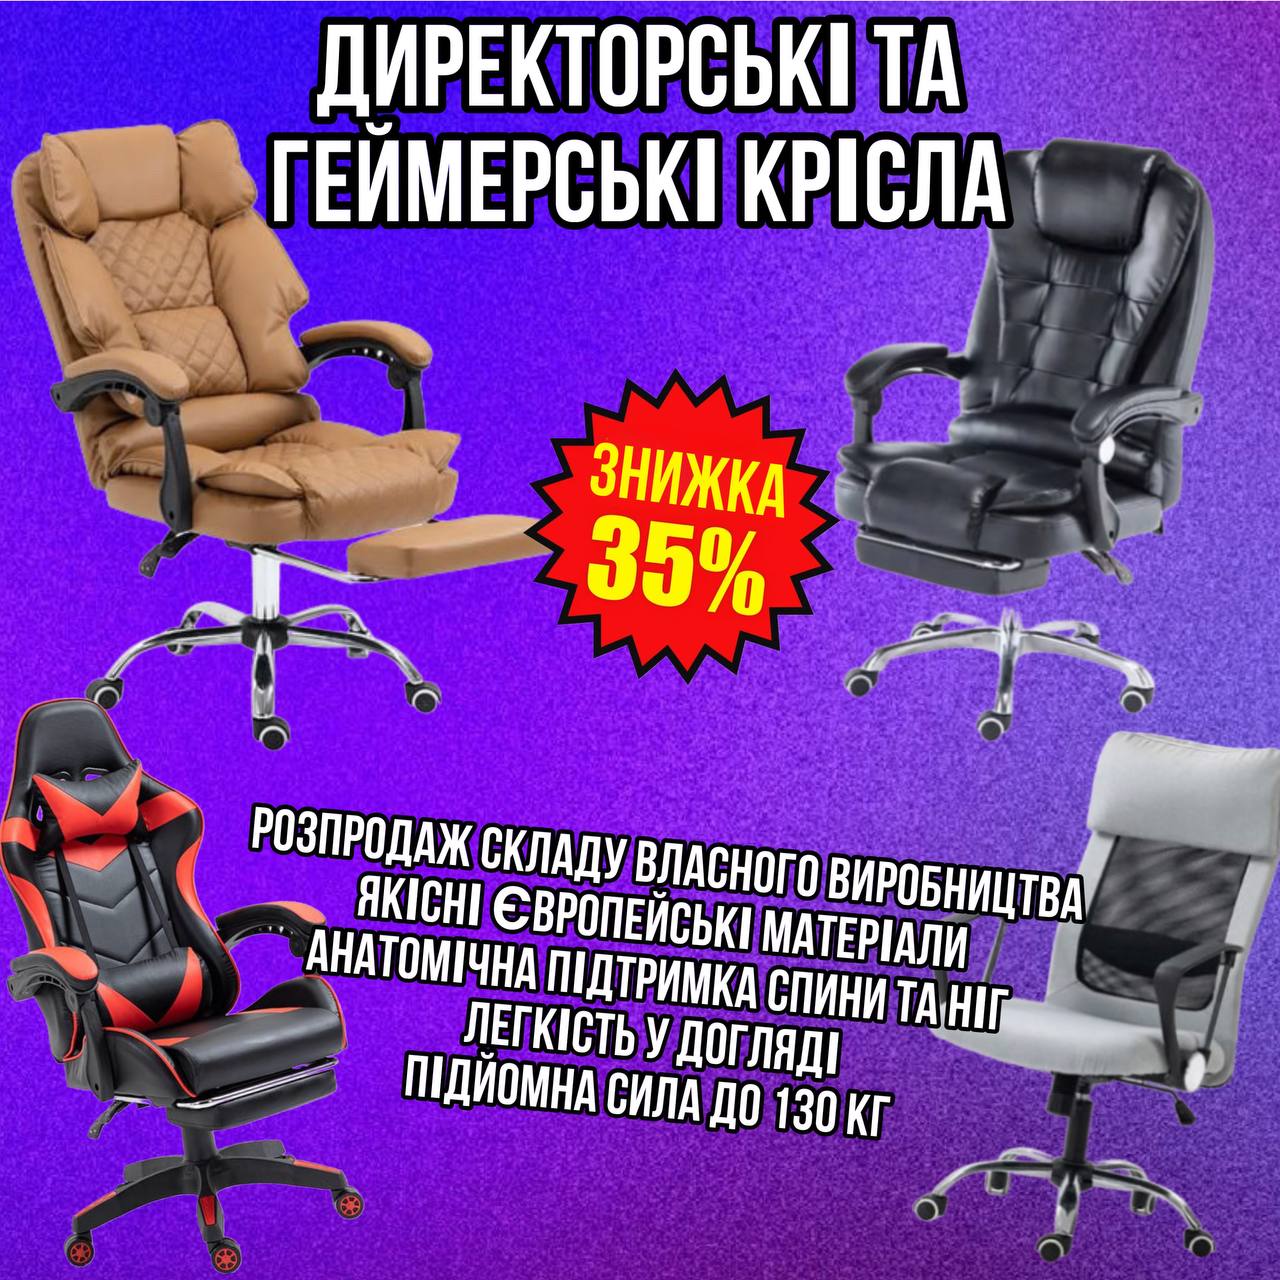 ДИРЕКТОРСЬКІ ТА
ГЕЙМЕРСЬКІ КРІСЛА
ЗНИЖКА
35%
РОЗПРОДАЖ СКЛАДУ ВЛАСНОГО ВИРОБНИЦТВА
ЯКІСНІ ЄВРОПЕЙСЬКІ МАТЕРІАЛИ
АНАТОМІЧНА ПІДТРИМКА СПИНИ ТА НІГ
ЛЕГКІСТЬ У ДОГЛЯДІ
ПІДЙОМНА СИЛА ДО 130 КГ